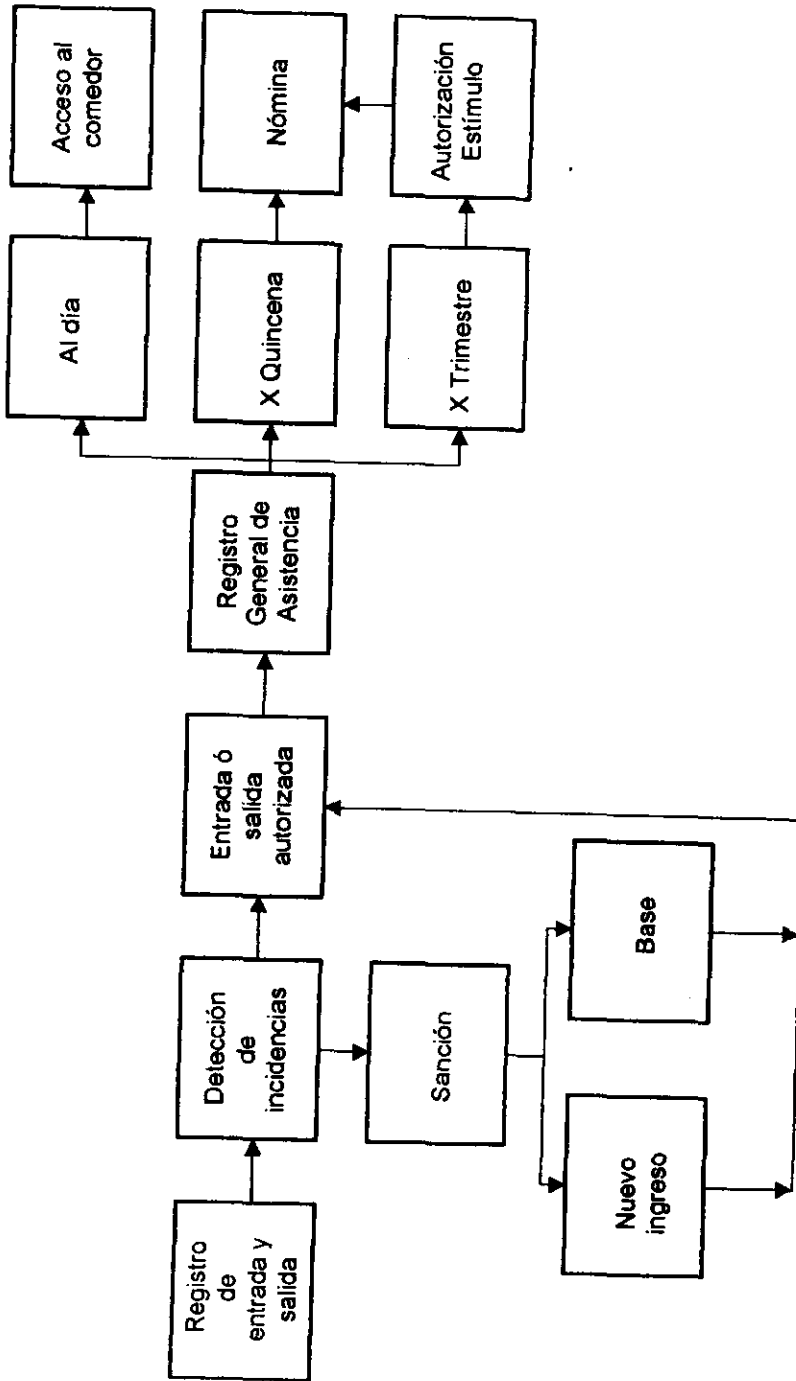 Registro
de
entrada y
salida
Detección
de
incidencias
Entrada ó
salida
autorizada
Registro
General de
Asistencia
Al día
Acceso al
comedor
X Quincena
Nómina
X Trimestre
Autorización
Estímulo
Sanción
Nuevo
ingreso
Base